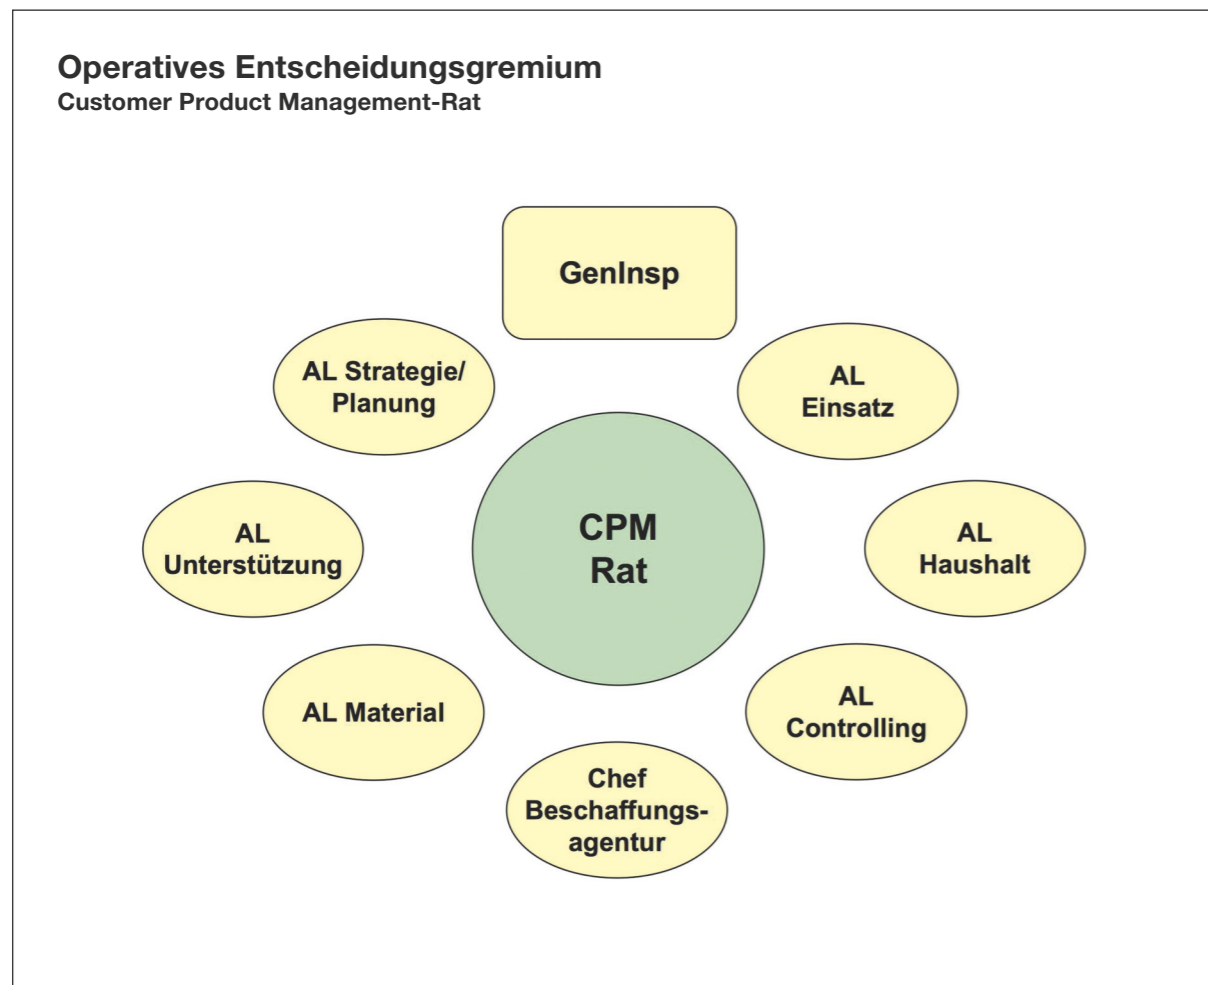 Operatives Entscheidungsgremium
Customer Product Management-Rat
GenInsp
AL Strategie/
Planung
AL
Einsatz
AL
Unterstützung
CPM
Rat
AL
Haushalt
AL Material
AL
Controlling
Chef
Beschaffungs-
agentur